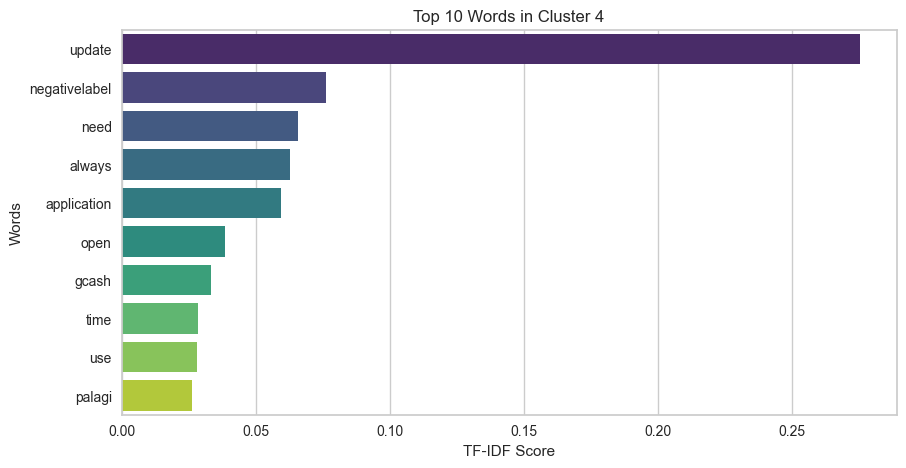 Top 10 Words in Cluster 4
Words
update
negativelabel
need
always
application
open
gcash
time
use
palagi
0.00 0.05 0.10 0.15 0.20 0.25
TF-IDF Score